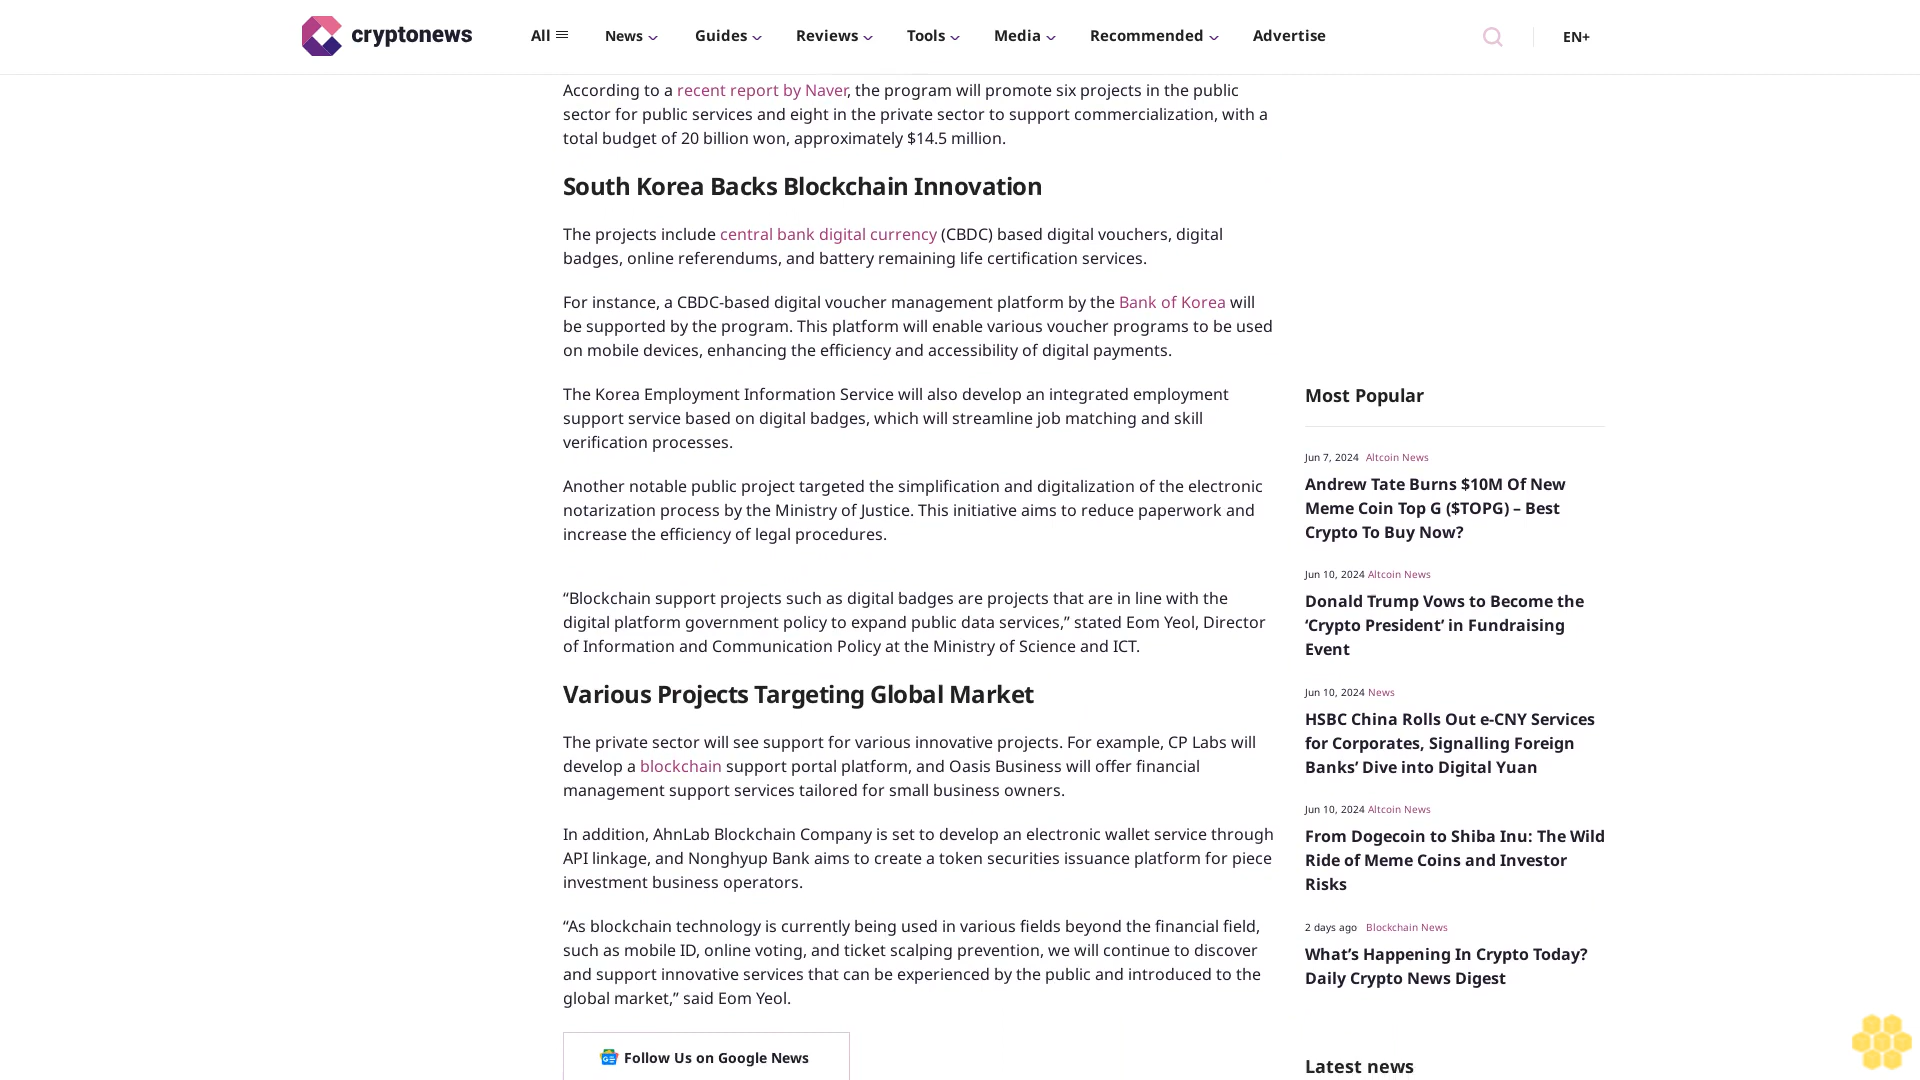 cryptonews
All
News
Guides
Reviews
Tools
Media
Recommended
Advertise
EN+
According to a recent report by Naver, the program will promote six projects in the public
sector for public services and eight in the private sector to support commercialization, with a
total budget of 20 billion won, approximately $14.5 million.
South Korea Backs Blockchain Innovation
The projects include central bank digital currency (CBDC) based digital vouchers, digital
badges, online referendums, and battery remaining life certification services.
For instance, a CBDC-based digital voucher management platform by the Bank of Korea will
be supported by the program. This platform will enable various voucher programs to be used
on mobile devices, enhancing the efficiency and accessibility of digital payments.
The Korea Employment Information Service will also develop an integrated employment
support service based on digital badges, which will streamline job matching and skill
verification processes.
Another notable public project targeted the simplification and digitalization of the electronic
notarization process by the Ministry of Justice. This initiative aims to reduce paperwork and
increase the efficiency of legal procedures.
“Blockchain support projects such as digital badges are projects that are in line with the
digital platform government policy to expand public data services,” stated Eom Yeol, Director
of Information and Communication Policy at the Ministry of Science and ICT.
Various Projects Targeting Global Market
The private sector will see support for various innovative projects. For example, CP Labs will
develop a blockchain support portal platform, and Oasis Business will offer financial
management support services tailored for small business owners.
In addition, AhnLab Blockchain Company is set to develop an electronic wallet service through
API linkage, and Nonghyup Bank aims to create a token securities issuance platform for piece
investment business operators.
“As blockchain technology is currently being used in various fields beyond the financial field,
such as mobile ID, online voting, and ticket scalping prevention, we will continue to discover
and support innovative services that can be experienced by the public and introduced to the
global market,” said Eom Yeol.
Follow Us on Google News
Most Popular
Jun 7, 2024 Altcoin News
Andrew Tate Burns $10M Of New
Meme Coin Top G ($TOPG) – Best
Crypto To Buy Now?
Jun 10, 2024 Altcoin News
Donald Trump Vows to Become the
‘Crypto President’ in Fundraising
Event
Jun 10, 2024 News
HSBC China Rolls Out e-CNY Services
for Corporates, Signalling Foreign
Banks’ Dive into Digital Yuan
Jun 10, 2024 Altcoin News
From Dogecoin to Shiba Inu: The Wild
Ride of Meme Coins and Investor
Risks
2 days ago Blockchain News
What’s Happening In Crypto Today?
Daily Crypto News Digest
Latest news